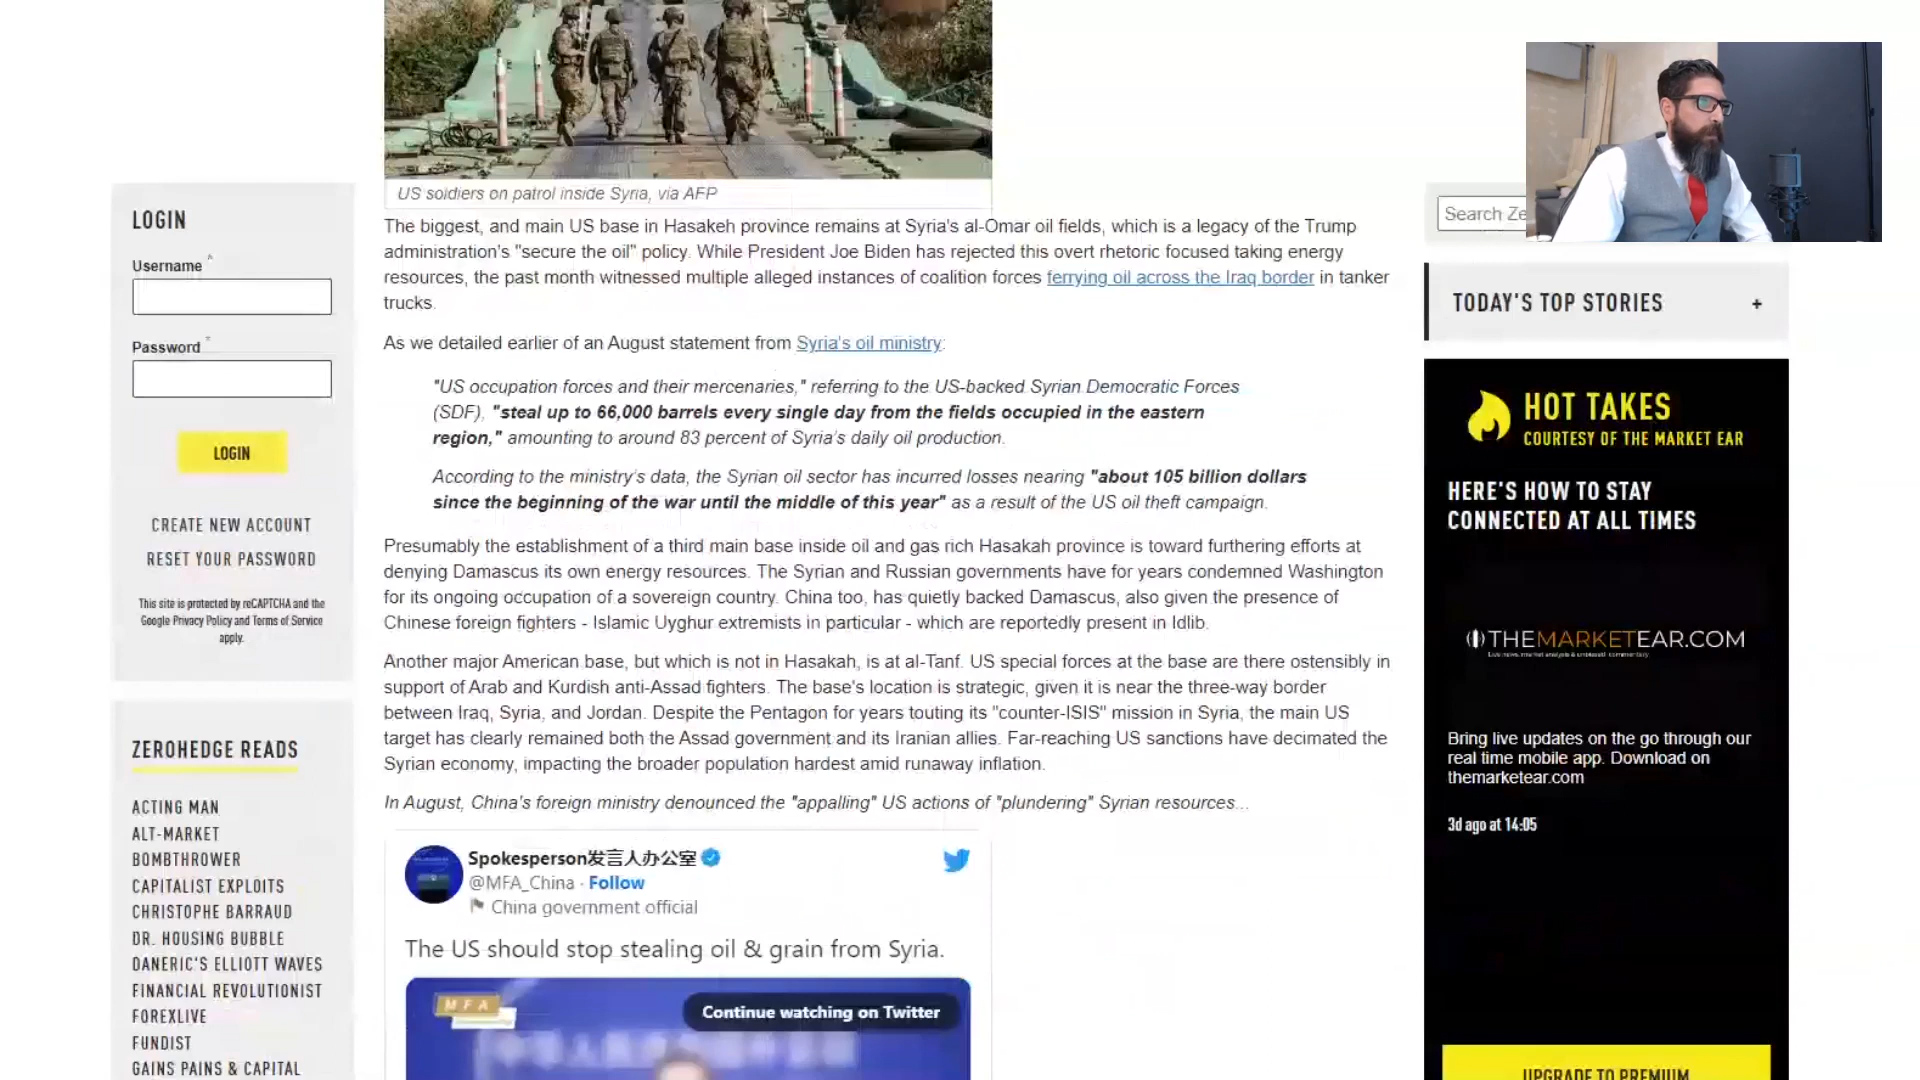 US soldiers on patrol inside Syria, via AFP
The biggest, and main US base in Hasakeh province remains at Syria's al-Omar oil fields, which is a legacy of the Trump
administration's "secure the oil" policy. While President Joe Biden has rejected this overt rhetoric focused taking energy
resources, the past month witnessed multiple alleged instances of coalition forces ferrying oil across the Iraq border in tanker
trucks.
As we detailed earlier of an August statement from Syria's oil ministry:
"US occupation forces and their mercenaries," referring to the US-backed Syrian Democratic Forces
(SDF), "steal up to 66,000 barrels every single day from the fields occupied in the eastern
region," amounting to around 83 percent of Syria's daily oil production.
According to the ministry's data, the Syrian oil sector has incurred losses nearing "about 105 billion dollars
since the beginning of the war until the middle of this year" as a result of the US oil theft campaign.
Presumably the establishment of a third main base inside oil and gas rich Hasakah province is toward furthering efforts at
denying Damascus its own energy resources. The Syrian and Russian governments have for years condemned Washington
for its ongoing occupation of a sovereign country. China too, has quietly backed Damascus, also given the presence of
Chinese foreign fighters - Islamic Uyghur extremists in particular - which are reportedly present in Idlib.
Another major American base, but which is not in Hasakah, is at al-Tanf. US special forces at the base are there ostensibly in
support of Arab and Kurdish anti-Assad fighters. The base's location is strategic, given it is near the three-way border
between Iraq, Syria, and Jordan. Despite the Pentagon for years touting its "counter-ISIS" mission in Syria, the main US
target has clearly remained both the Assad government and its Iranian allies. Far-reaching US sanctions have decimated the
Syrian economy, impacting the broader population hardest amid runaway inflation.
In August, China's foreign ministry denounced the "appalling" US actions of "plundering" Syrian resources...
Spokesperson发言人办公室
@MFA_China · Follow
China government official
The US should stop stealing oil & grain from Syria.
MFA
Continue watching on Twitter
LOGIN
Username *
Password *
LOGIN
CREATE NEW ACCOUNT
RESET YOUR PASSWORD
This site is protected by reCAPTCHA and the
Google Privacy Policy and Terms of Service
apply.
ZEROHEDGE READS
ACTING MAN
ALT-MARKET
BOMBTHROWER
CAPITALIST EXPLOITS
CHRISTOPHE BARRAUD
DR. HOUSING BUBBLE
DANERIC'S ELLIOTT WAVES
FINANCIAL REVOLUTIONIST
FOREXLIVE
FUNDIST
GAINS PAINS & CAPITAL
Search Ze
TODAY'S TOP STORIES +
HOT TAKES
COURTESY OF THE MARKET EAR
HERE'S HOW TO STAY
CONNECTED AT ALL TIMES
THEMARKETEAR.COM
Bring live updates on the go through our
real time mobile app. Download on
themarketear.com
3d ago at 14:05
UPGRADE TO PREMIUM